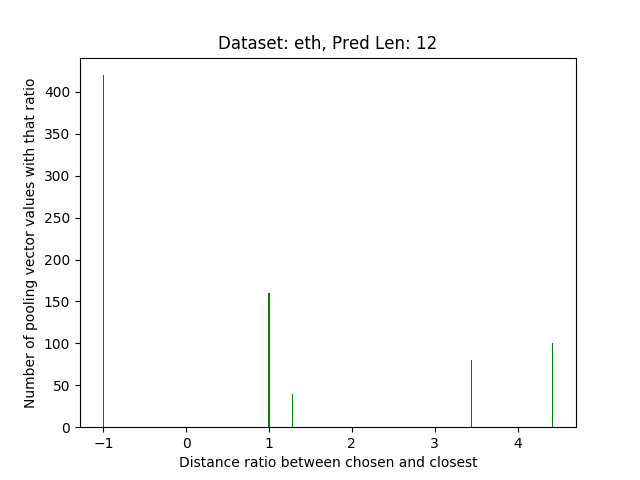 Dataset: eth, Pred Len: 12
Number of pooling vector values with that ratio
400
350
300
250
200
150
100
50
0
−1 0 1 2 3 4
Distance ratio between chosen and closest